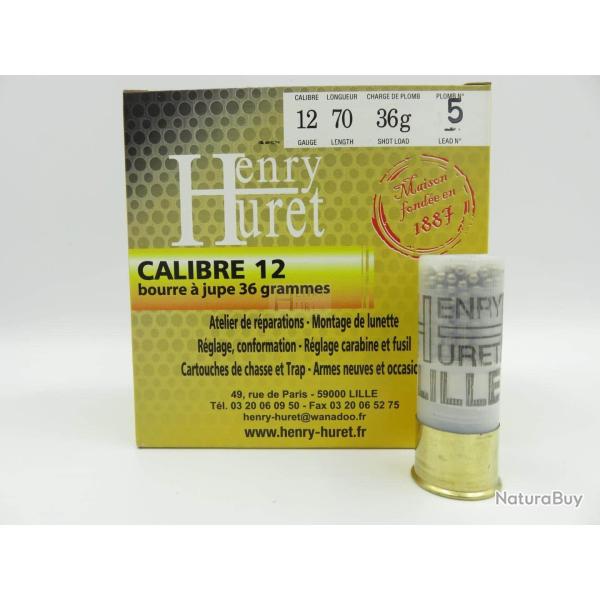 CALIBRE LONGUEUR CHARGE DE PLOMB PLOMB N°
12 70 36g 5
GAUGE LENGTH SHOT LOAD LEAD N°
Henry
Huret
Maison
fondée en
1887
CALIBRE 12
bourre à jupe 36 grammes
Atelier de réparations - Montage de lunette
Réglage, conformation - Réglage carabine et fusil
Cartouches de chasse et Trap - Armes neuves et occasio
49, rue de Paris - 59000 LILLE
Tél. 03 20 06 09 50 - Fax 03 20 06 52 75
henry-huret@wanadoo.fr
www.henry-huret.fr
HENRY
HURET
LILLE
NaturaBuy